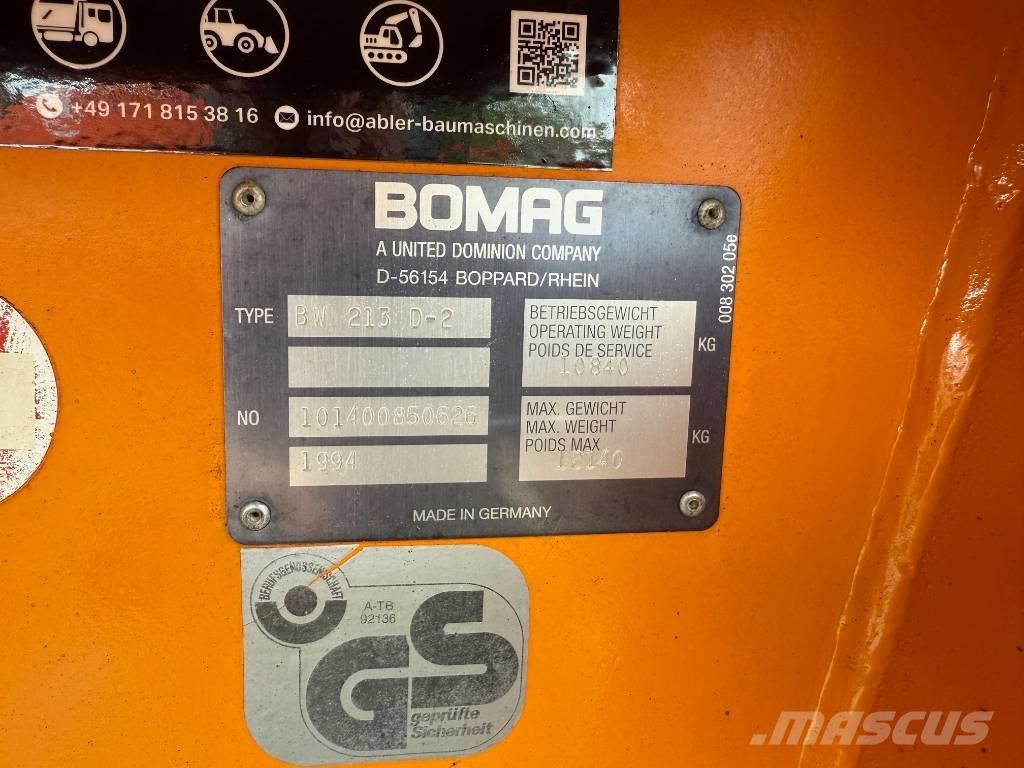 +49 171 815 38 16 info@abler-baumaschinen.com
BOMAG
A UNITED DOMINION COMPANY
D-56154 BOPPARD/RHEIN
008 302 05e
TYPE BW 213 D-2
BETRIEBSGEWICHT
OPERATING WEIGHT
POIDS DE SERVICE
10840 KG
NO 101400850626
1994
MAX. GEWICHT
MAX. WEIGHT
POIDS MAX
KG
MADE IN GERMANY
BERUFSGENOSSENSCHAFT
A-TB
92136
GS
geprüfte
Sicherheit
MASCUS